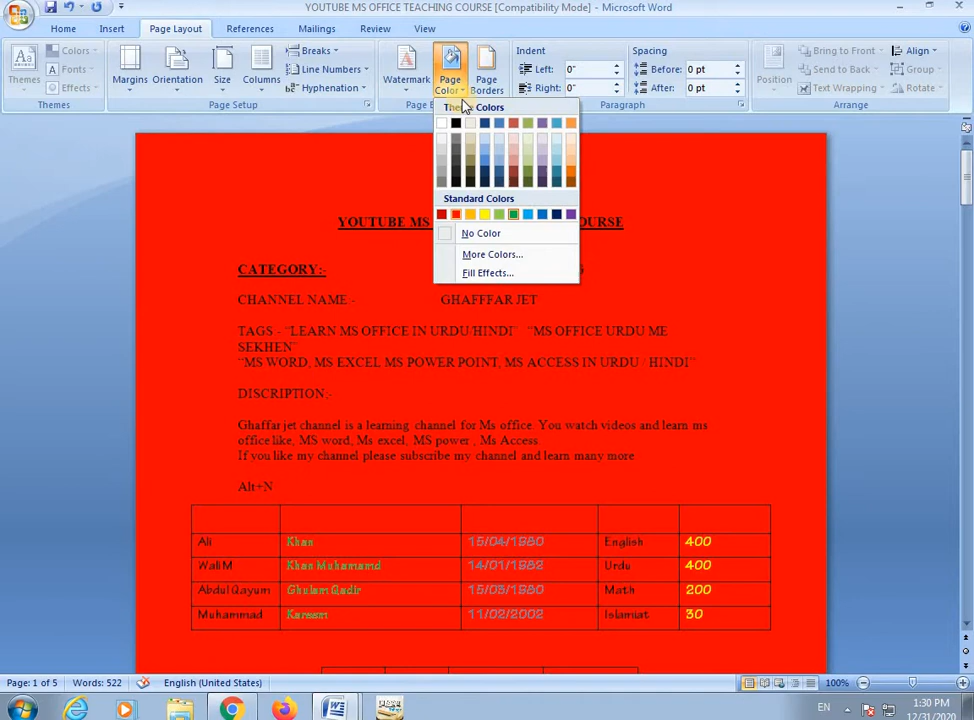 YOUTUBE MS OFFICE TEACHING COURSE [Compatibility Mode] - Microsoft Word
Home Insert Page Layout References Mailings Review View
Themes Colors Fonts Effects
Margins Orientation Size Columns
Breaks
Line Numbers
Hyphenation
Watermark Page Color Page Borders
Indent Spacing
Left: 0" Before: 0 pt
Right: 0" After: 0 pt
Position Bring to Front Send to Back Text Wrapping
Align Group Rotate
Themes Page Setup Paragraph Arrange
Colors
Standard Colors
No Color
More Colors...
Fill Effects...
YOUTUBE MS
COURSE
CATEGORY:-
CHANNEL NAME - GHAFFFAR JET
TAGS:- “LEARN MS OFFICE IN URDU/HINDI” “MS OFFICE URDU ME
SEKHEN”
“MS WORD, MS EXCEL, MS POWER POINT, MS ACCESS IN URDU / HINDI”
DISCRIPTION:-
Ghaffar jet channel is a learning channel for Ms office. You watch videos and learn ms
office like, MS word, Ms excel, MS power , Ms Access.
If you like my channel please subscribe my channel and learn many more
Alt+N
Ali Khan 15/04/1980 English 400
Wali M Khan Muhamamd 14/01/1982 Urdu 400
Abdul Qayum Ghulam Qadir 15/03/1980 Math 200
Muhammad Kareem 11/02/2002 Islamiat 30
Page: 1 of 5 Words: 522 English (United States) 100%
EN 1:30 PM
12/31/2020